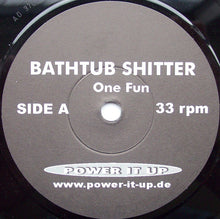 BATHTUB SHITTER
One Fun
SIDE A 33 rpm
POWER IT UP
www.power-it-up.de